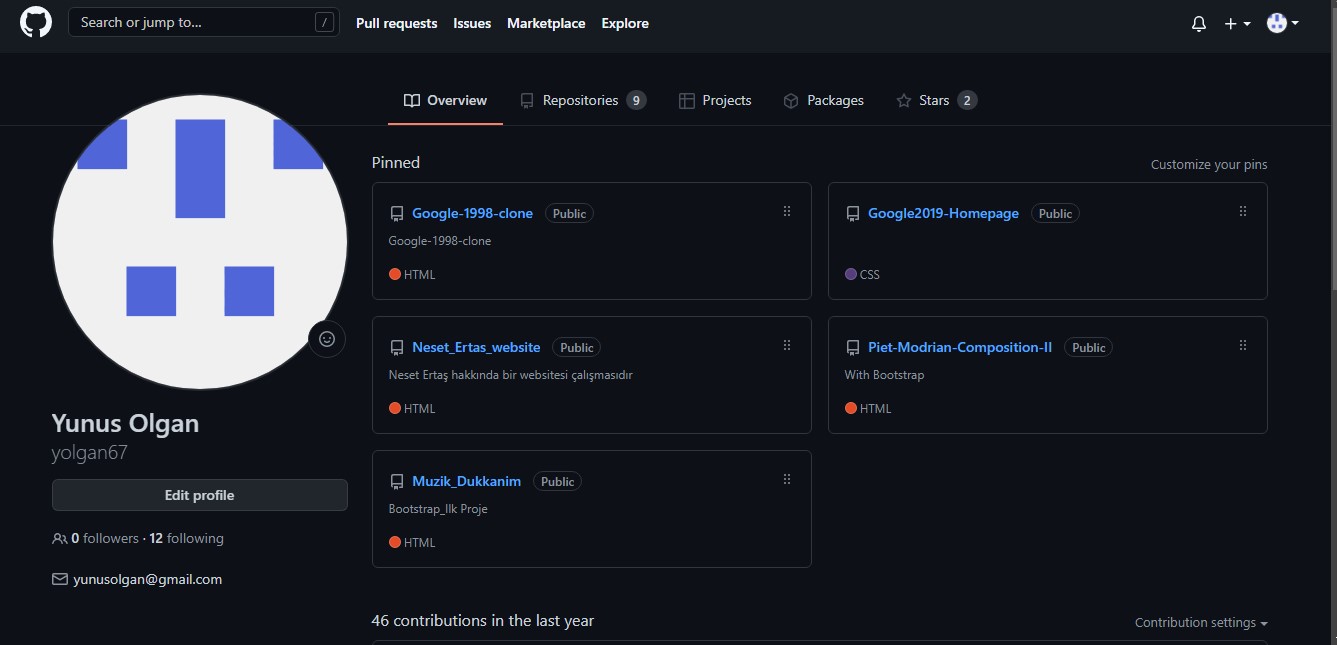 Search or jump to... / Pull requests Issues Marketplace Explore
Overview Repositories 9 Projects Packages Stars 2
Pinned Customize your pins
Google-1998-clone Public
Google-1998-clone
HTML
Google2019-Homepage Public
CSS
Neset_Ertas_website Public
Neset Ertaş hakkında bir websitesi çalişmasıdır
HTML
Piet-Modrian-Composition-II Public
With Bootstrap
HTML
Muzik_Dukkanim Public
Bootstrap_Ilk Proje
HTML
Yunus Olgan
yolgan67
Edit profile
0 followers · 12 following
yunusolgan@gmail.com
46 contributions in the last year Contribution settings